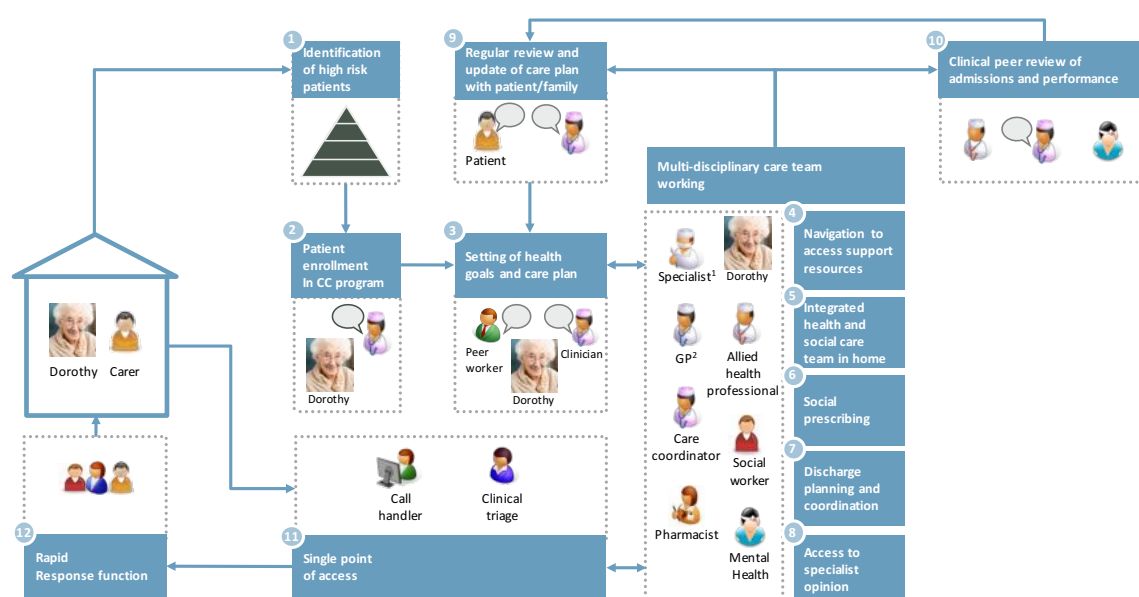 1
Identification
of high risk
patients
9
Regular review and
update of care plan
with patient/family
Patient
10
Clinical peer review of
admissions and performance
Multi-disciplinary care team
working
2
Patient
enrollment
In CC program
Dorothy
3
Setting of health
goals and care plan
Peer
worker
Clinician
Dorothy
Specialist1
Dorothy
GP2
Allied
health
professional
Care
coordinator
Social
worker
Pharmacist
Mental
Health
4
Navigation to
access support
resources
5
Integrated
health and
social care
team in home
6
Social
prescribing
7
Discharge
planning and
coordination
8
Access to
specialist
opinion
Dorothy
Carer
Call
handler
Clinical
triage
12
Rapid
Response function
11
Single point
of access